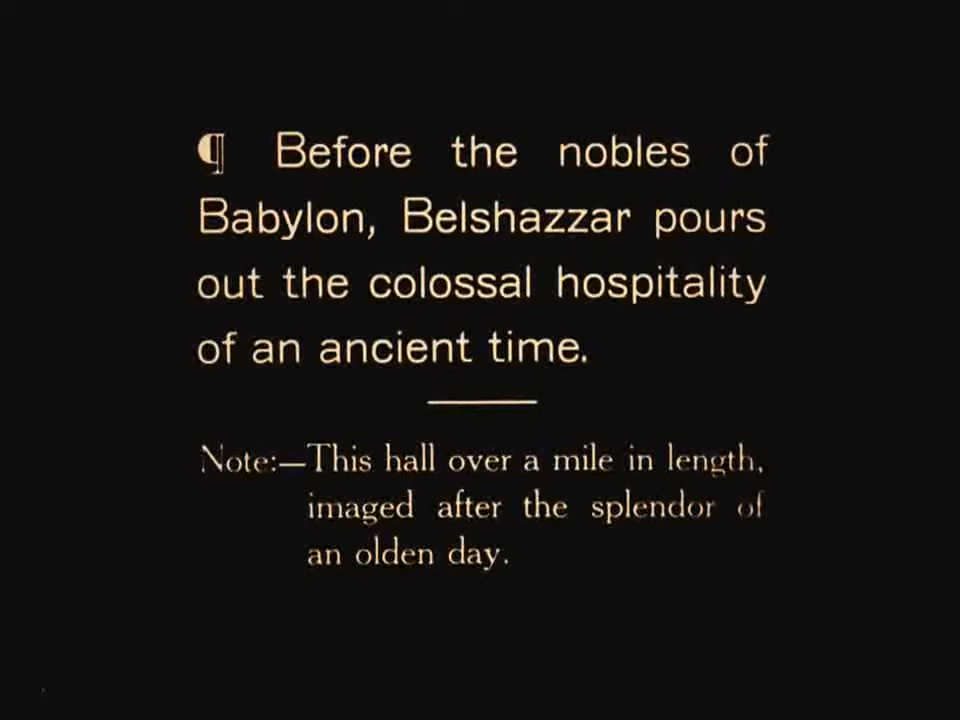 ¶ Before the nobles of
Babylon, Belshazzar pours
out the colossal hospitality
of an ancient time.
Note:—This hall over a mile in length,
imaged after the splendor of
an olden day.